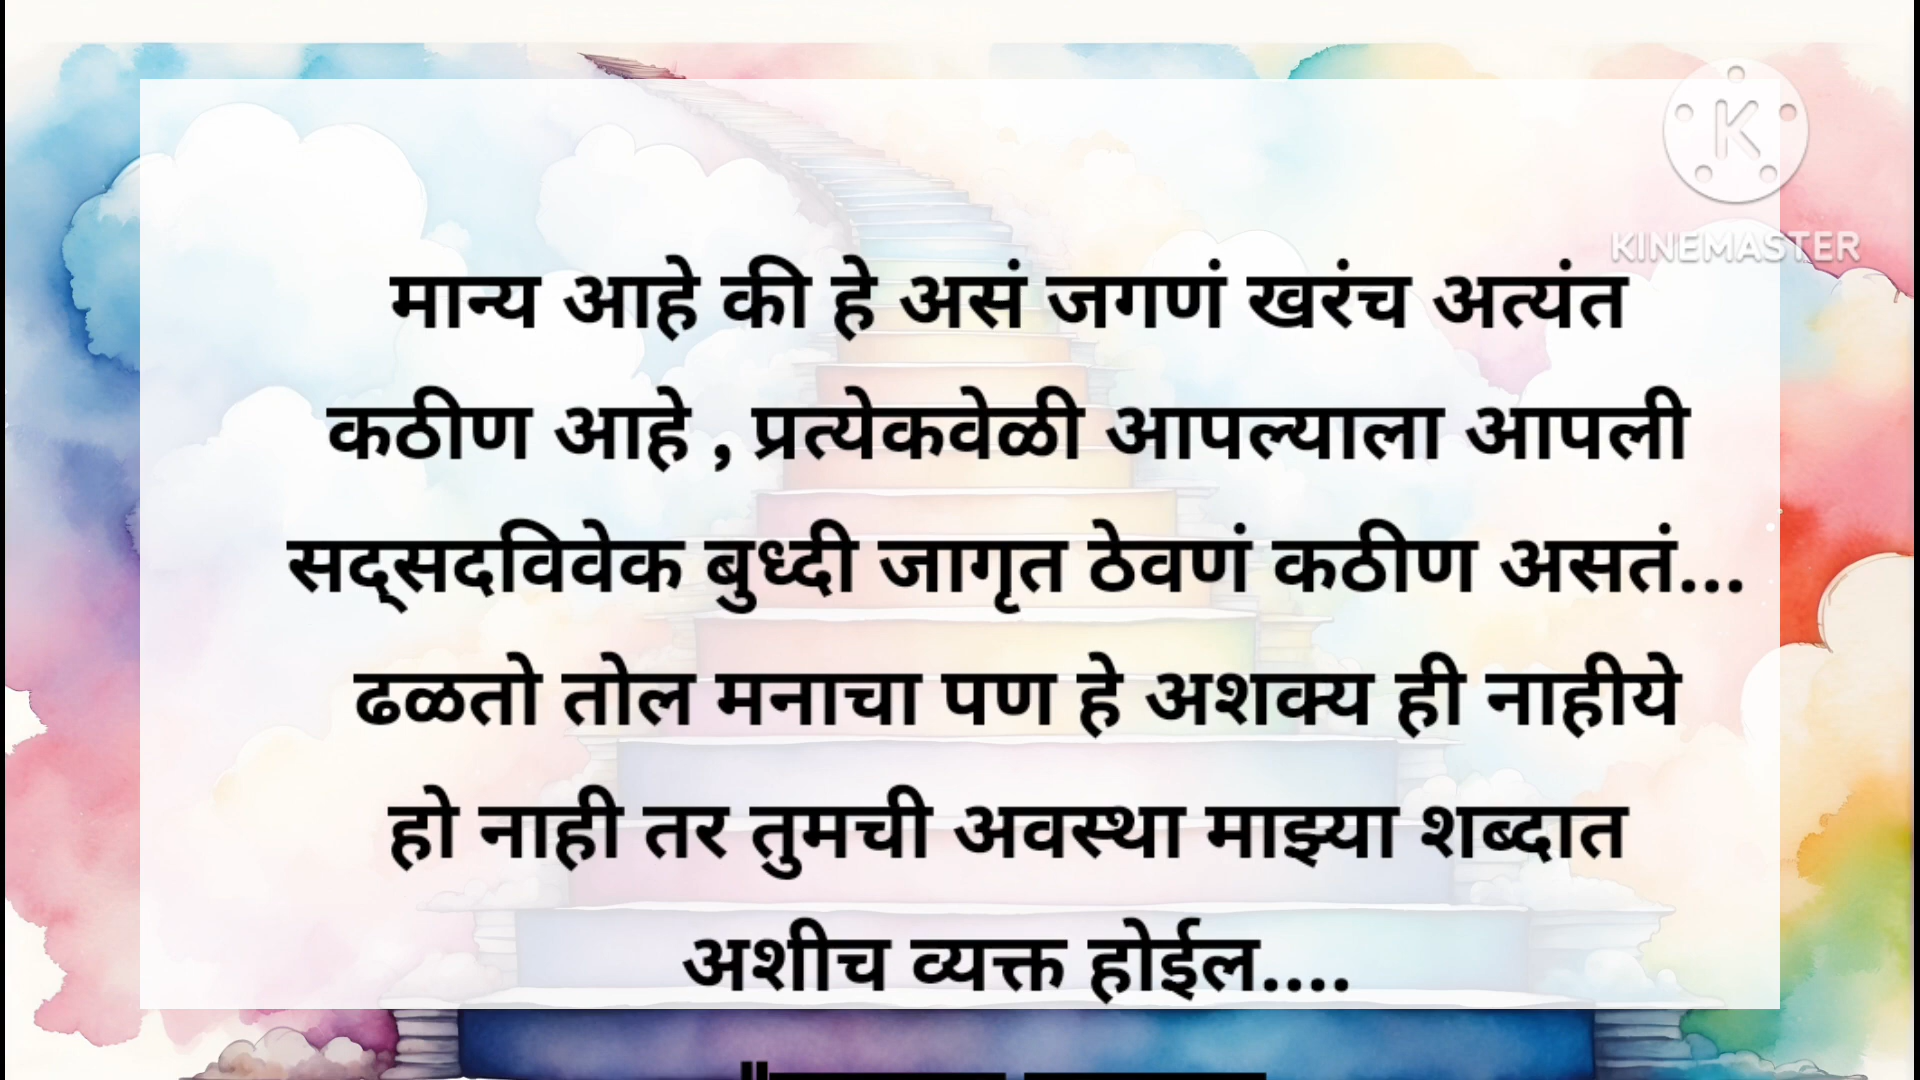 KINEMASTER
मान्य आहे की हे असं जगणं खरंच अत्यंत
कठीण आहे , प्रत्येकवेळी आपल्याला आपली
सद्सदविवेक बुध्दी जागृत ठेवणं कठीण असतं...
ढळतो तोल मनाचा पण हे अशक्य ही नाहीये
हो नाही तर तुमची अवस्था माझ्या शब्दात
अशीच व्यक्त होईल....